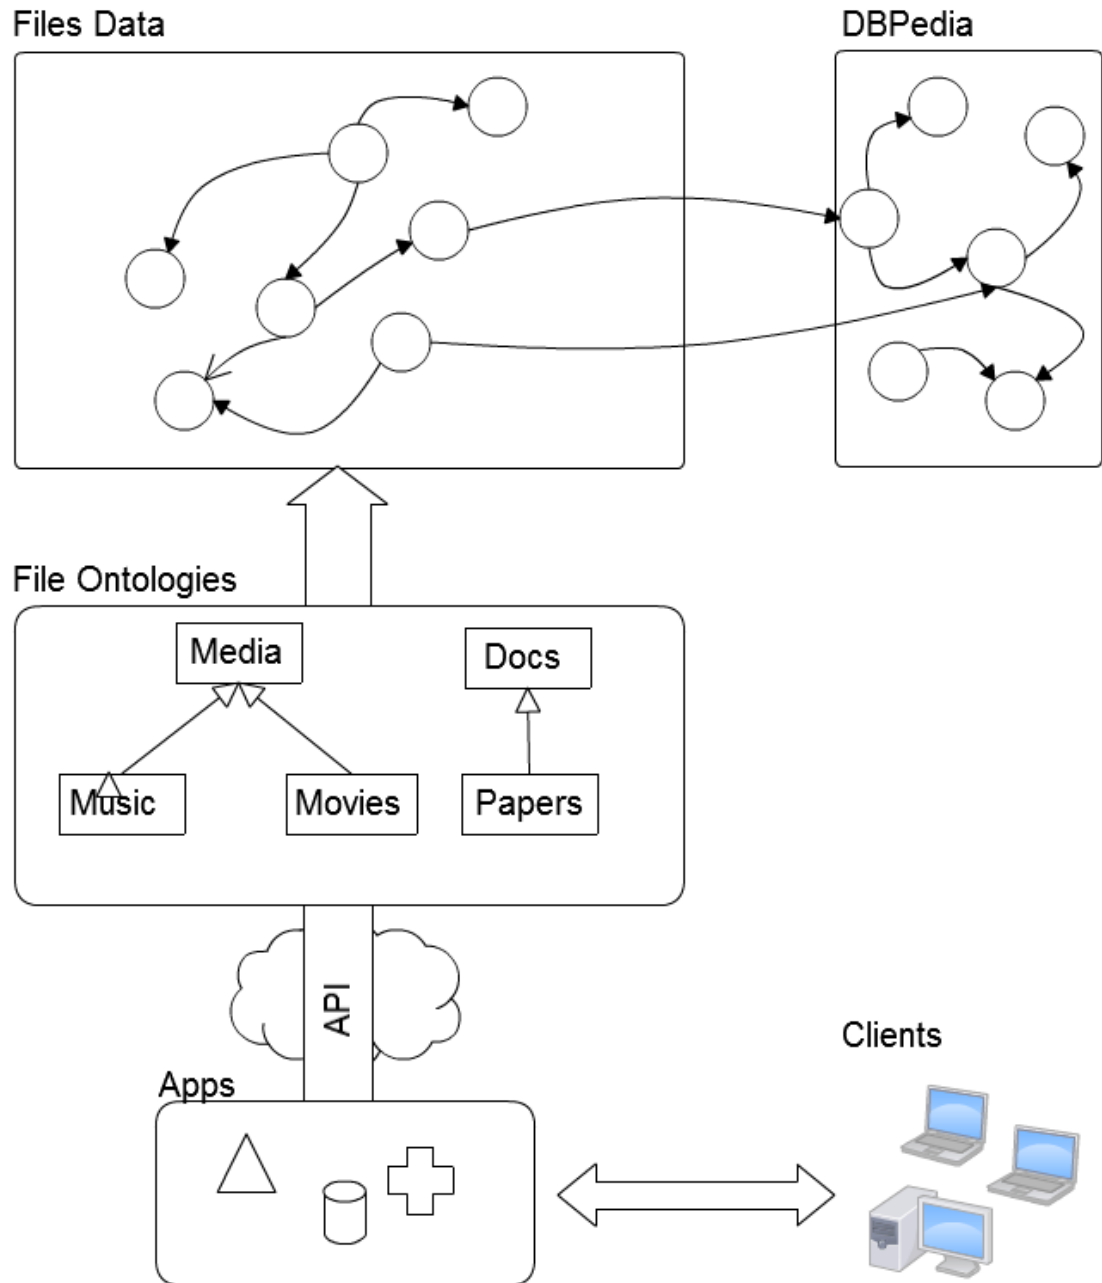 Files Data
DBPedia
File Ontologies
Media
Docs
Music
Movies
Papers
API
Clients
Apps